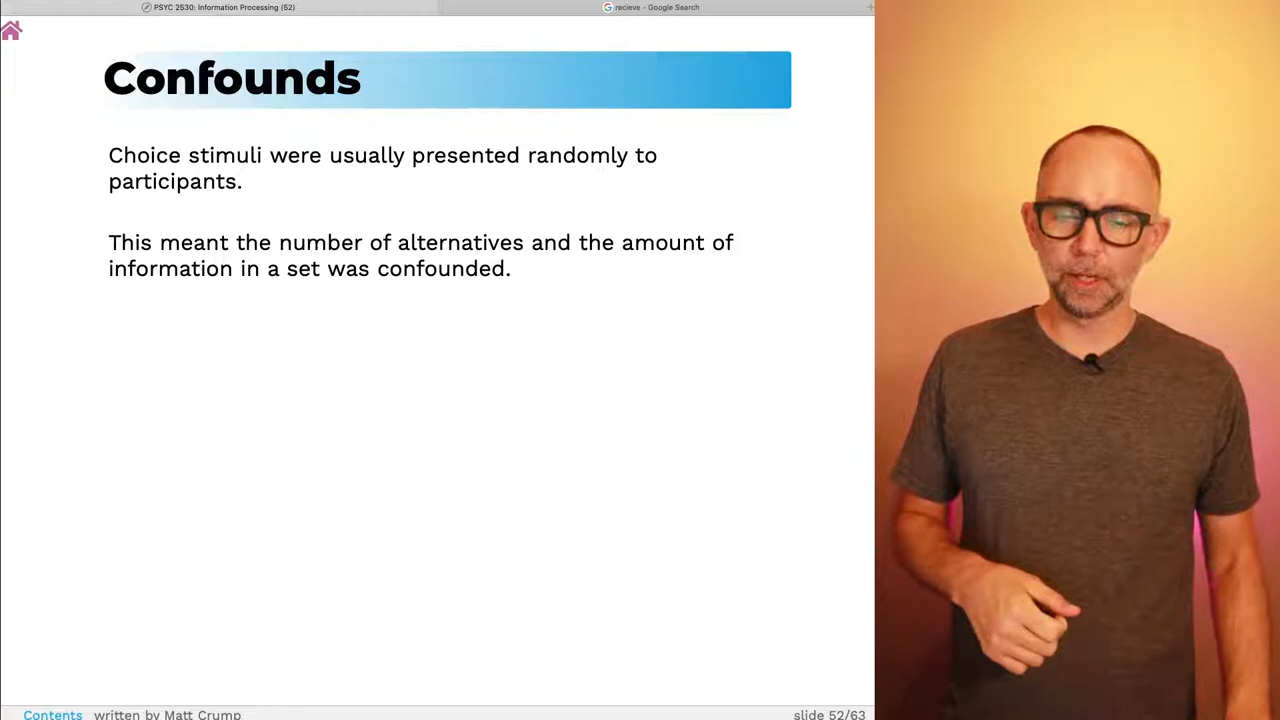 PSYC 2530: Information Processing (52)
recieve - Google Search
Confounds
Choice stimuli were usually presented randomly to
participants.
This meant the number of alternatives and the amount of
information in a set was confounded.
Contents written by Matt Crump
slide 52/63